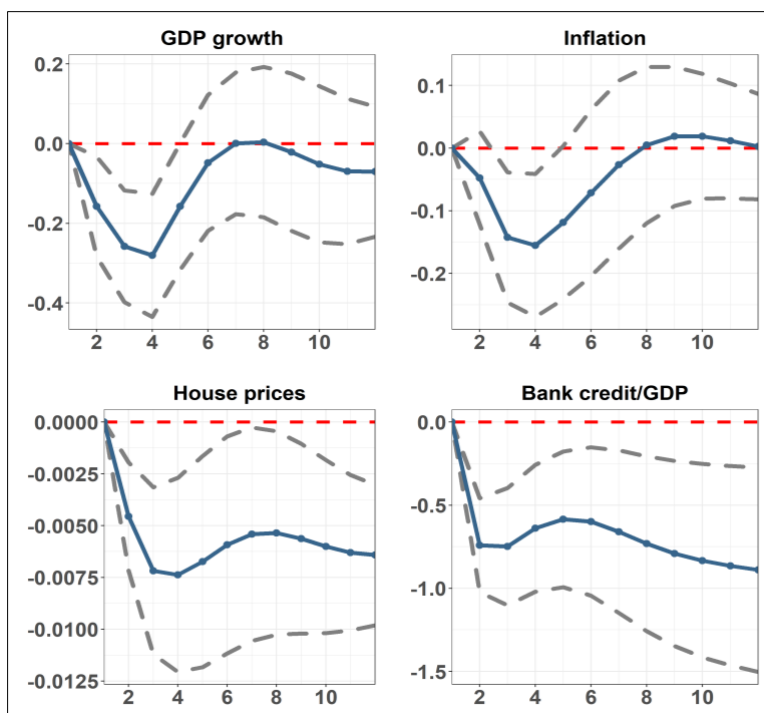 GDP growth
0.2
0.0
-0.2
-0.4
2 4 6 8 10
Inflation
0.1
0.0
-0.1
-0.2
2 4 6 8 10
House prices
0.0000
-0.0025
-0.0050
-0.0075
-0.0100
-0.0125
2 4 6 8 10
Bank credit/GDP
0.0
-0.5
-1.0
-1.5
2 4 6 8 10